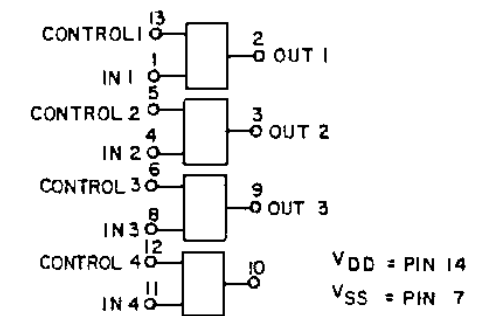 13
CONTROL 1
2
OUT 1
1
IN 1
5
CONTROL 2
3
OUT 2
4
IN 2
6
CONTROL 3
9
OUT 3
8
IN 3
12
CONTROL 4
10
11
IN 4
VDD = PIN 14
VSS = PIN 7